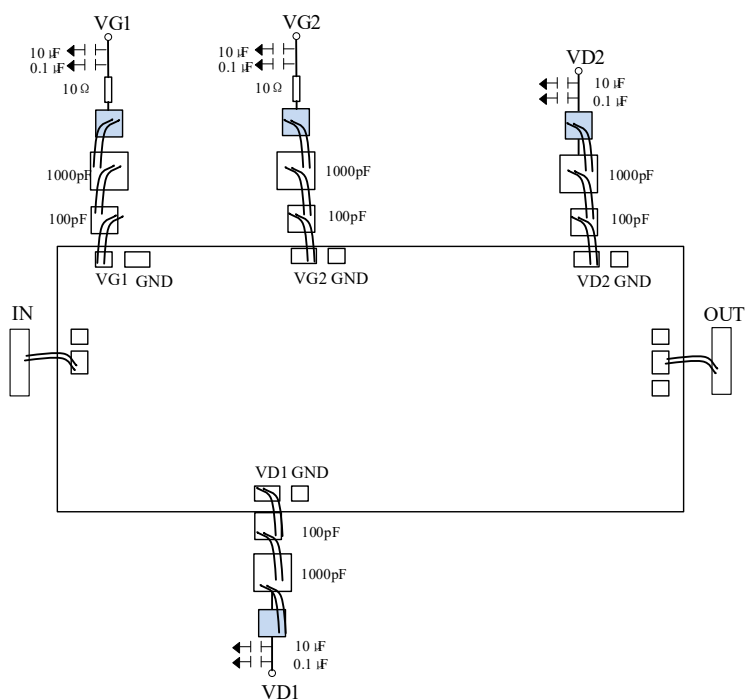 VG1
VG2
VD2
10 μF
0.1 μF
10Ω
10 μF
0.1 μF
10Ω
10 μF
0.1 μF
1000pF
1000pF
1000pF
100pF
100pF
100pF
VG1 GND
VG2 GND
VD2 GND
IN
OUT
VD1 GND
100pF
1000pF
10 μF
0.1 μF
VD1